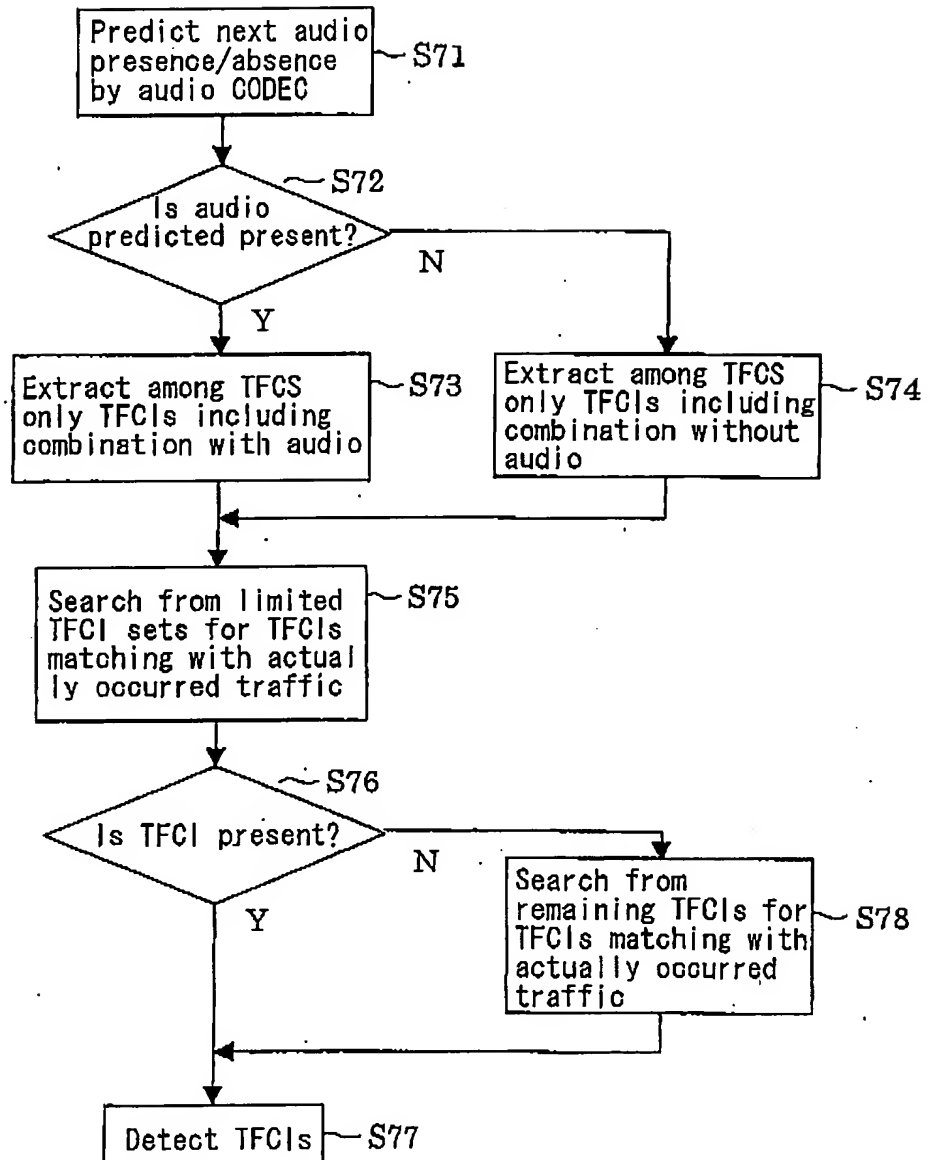 Predict next audio
presence/absence
by audio CODEC
S71
S72
Is audio
predicted present?
N
Y
Extract among TFCS
only TFCIs including
combination with audio
S73
Extract among TFCS
only TFCIs including
combination without
audio
S74
Search from limited
TFCI sets for TFCIs
matching with actual
ly occurred traffic
S75
S76
Is TFCI present?
N
Y
Search from
remaining TFCIs for
TFCIs matching with
actually occurred
traffic
S78
Detect TFCIs
S77